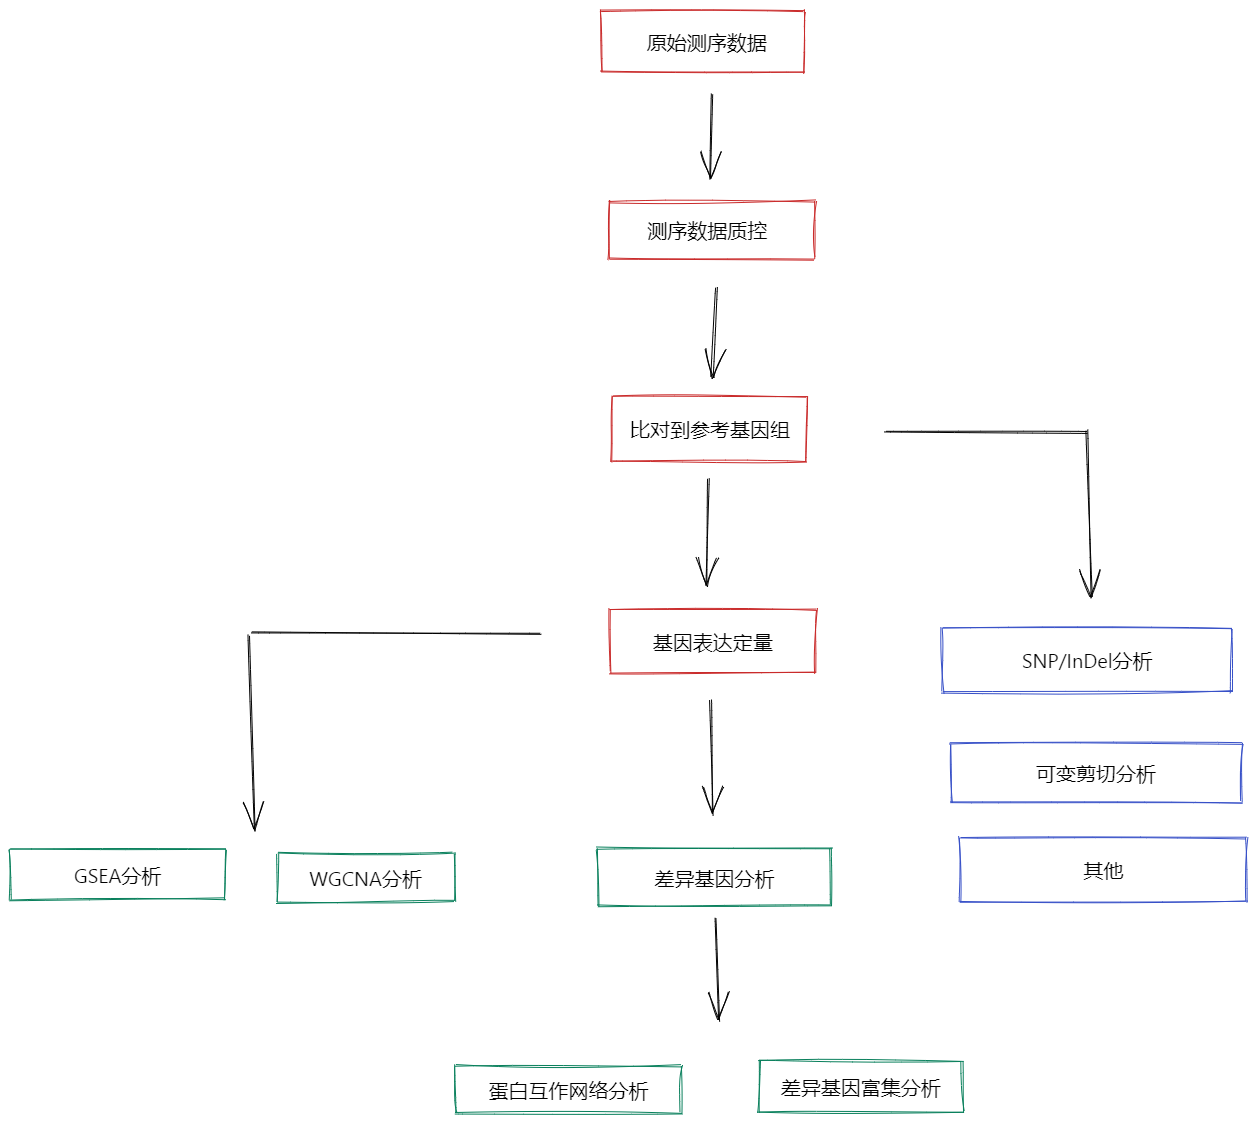 原始测序数据
测序数据质控
比对到参考基因组
基因表达定量
SNP/InDel分析
可变剪切分析
其他
GSEA分析
WGCNA分析
差异基因分析
蛋白互作网络分析
差异基因富集分析